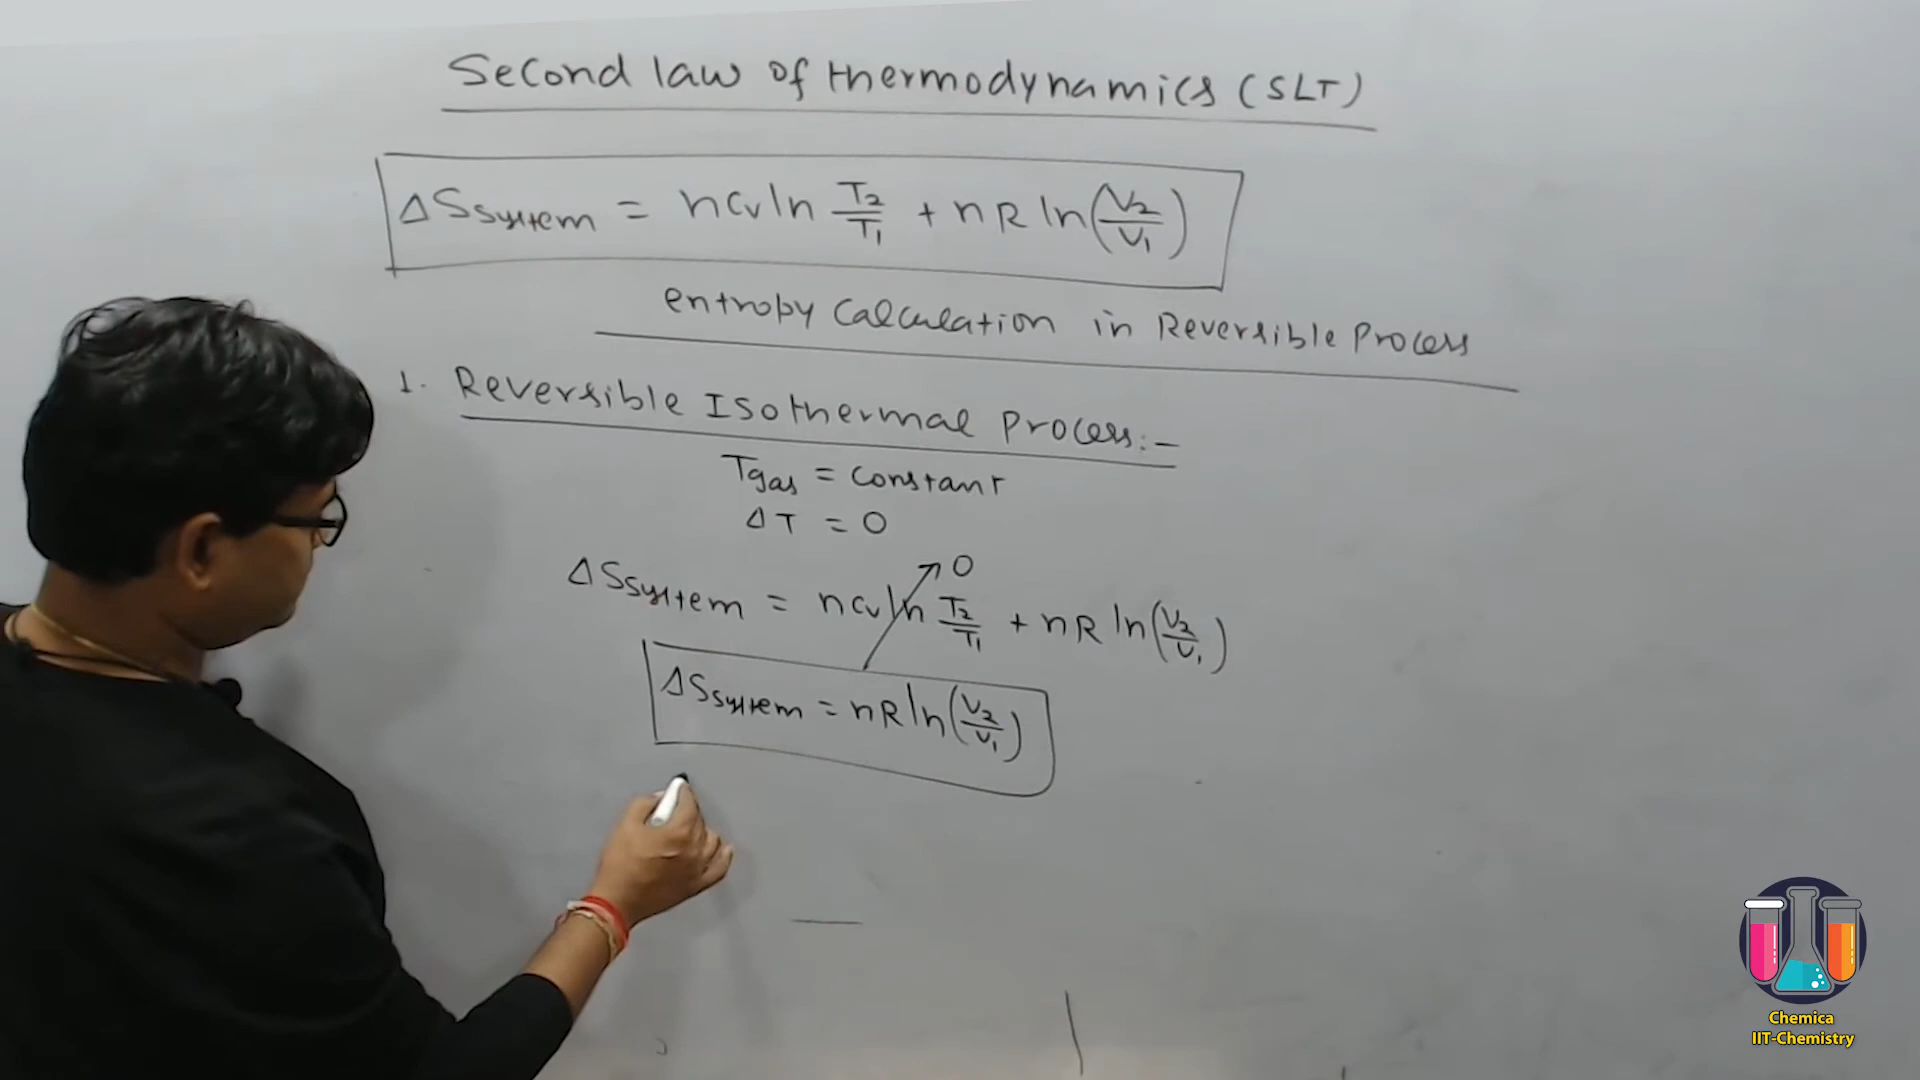 Second law of thermodynamics (SLT)
ΔSsystem = nCv ln T2/T1 + nR ln(V2/V1)
entropy Calculation in Reversible Process
1. Reversible Isothermal Process:-
Tgas = constant
ΔT = 0
0
ΔSsystem = nCv ln T2/T1 + nR ln(V2/V1)
ΔSsystem = nR ln(V2/V1)
Chemica
IIT-Chemistry